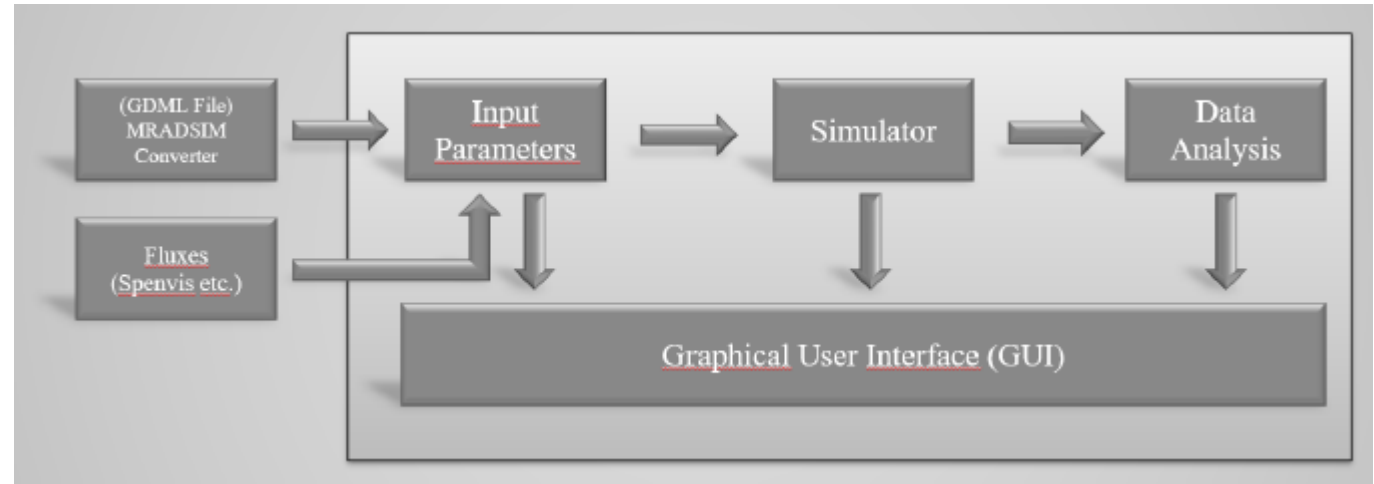 (GDML File)
MRADSIM
Converter
Input
Parameters
Simulator
Data
Analysis
Fluxes
(Spenvis etc.)
Graphical User Interface (GUI)